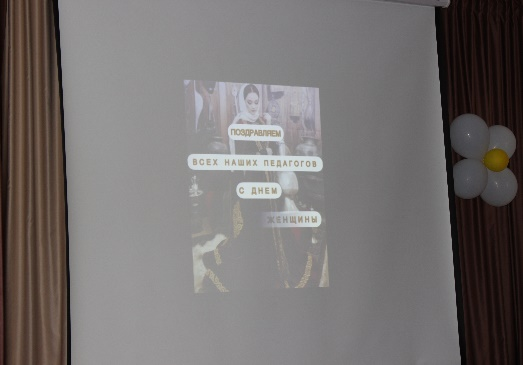 ПОЗДРАВЛЯЕМ
ВСЕХ НАШИХ ПЕДАГОГОВ
С ДНЕМ
ЖЕНЩИНЫ